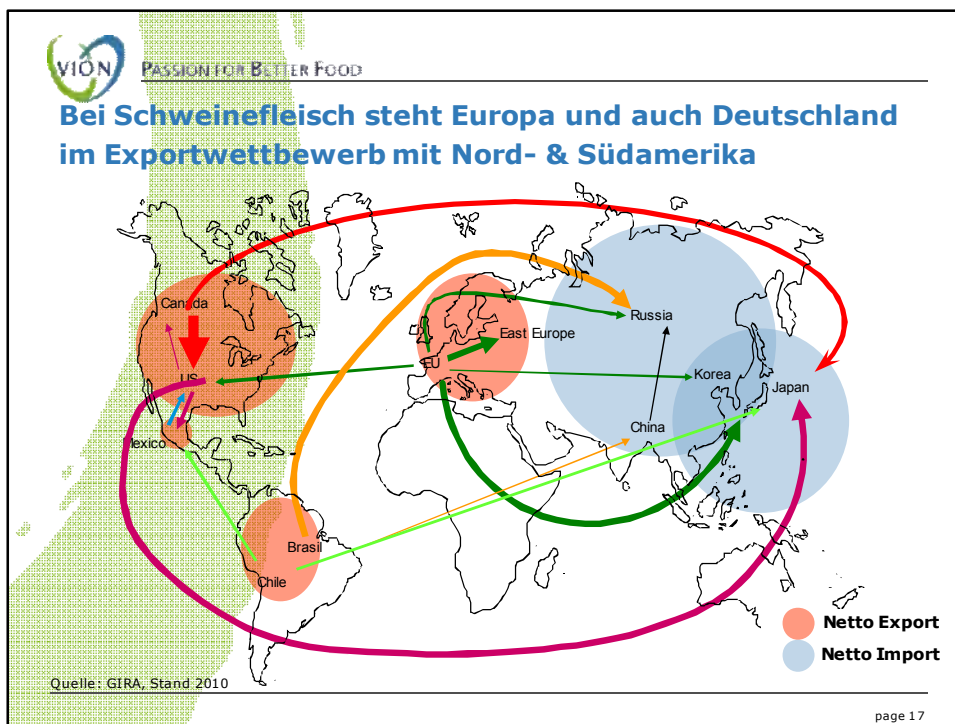 VION
PASSION FOR BETTER FOOD
Bei Schweinefleisch steht Europa und auch Deutschland
im Exportwettbewerb mit Nord- & Südamerika
Canada
Russia
East Europe
EU
US
Korea
Japan
Mexico
China
Brasil
Chile
Netto Export
Netto Import
Quelle: GIRA, Stand 2010
page 17